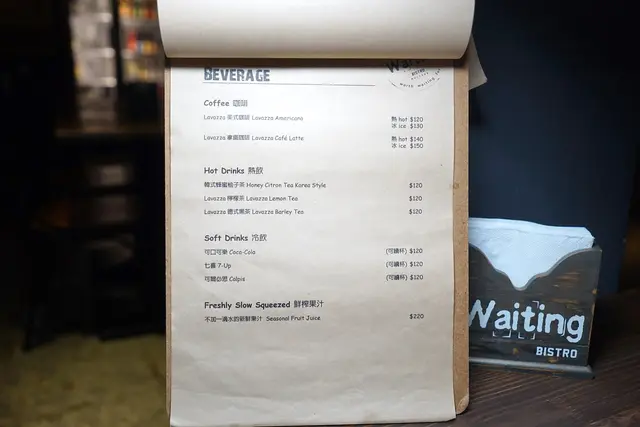 BEVERAGE
Coffee 咖啡
Lavazza 美式咖啡 Lavazza Americano 熱 hot $120
冰 ice $130
Lavazza 拿鐵咖啡 Lavazza Café Latte 熱 hot $140
冰 ice $150
Hot Drinks 熱飲
韓式蜂蜜柚子茶 Honey Citron Tea Korea Style $120
Lavazza 檸檬茶 Lavazza Lemon Tea $120
Lavazza 德式果茶 Lavazza Barley Tea $120
Soft Drinks 冷飲
可口可樂 Coca-Cola (可續杯) $120
七喜 7-Up (可續杯) $120
可爾必思 Calpis (可續杯) $120
Freshly Slow Squeezed 鮮榨果汁
不加一滴水的新鮮果汁 Seasonal Fruit Juice $220
BISTRO
Waiting
BISTRO